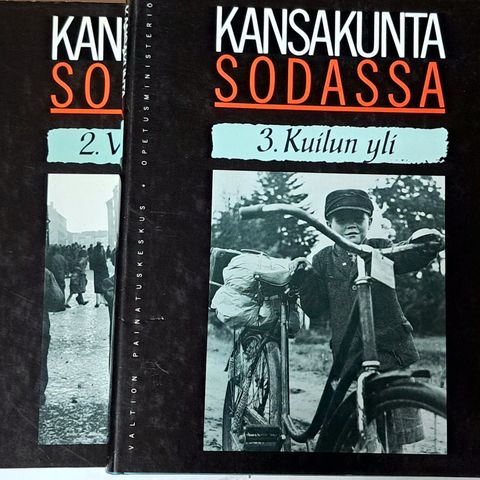 KAN
SO
2. V
VALTION PAINATUSKESKUS • OPETUSMINISTERIÖ
KANSAKUNTA
SODASSA
3. Kuilun yli